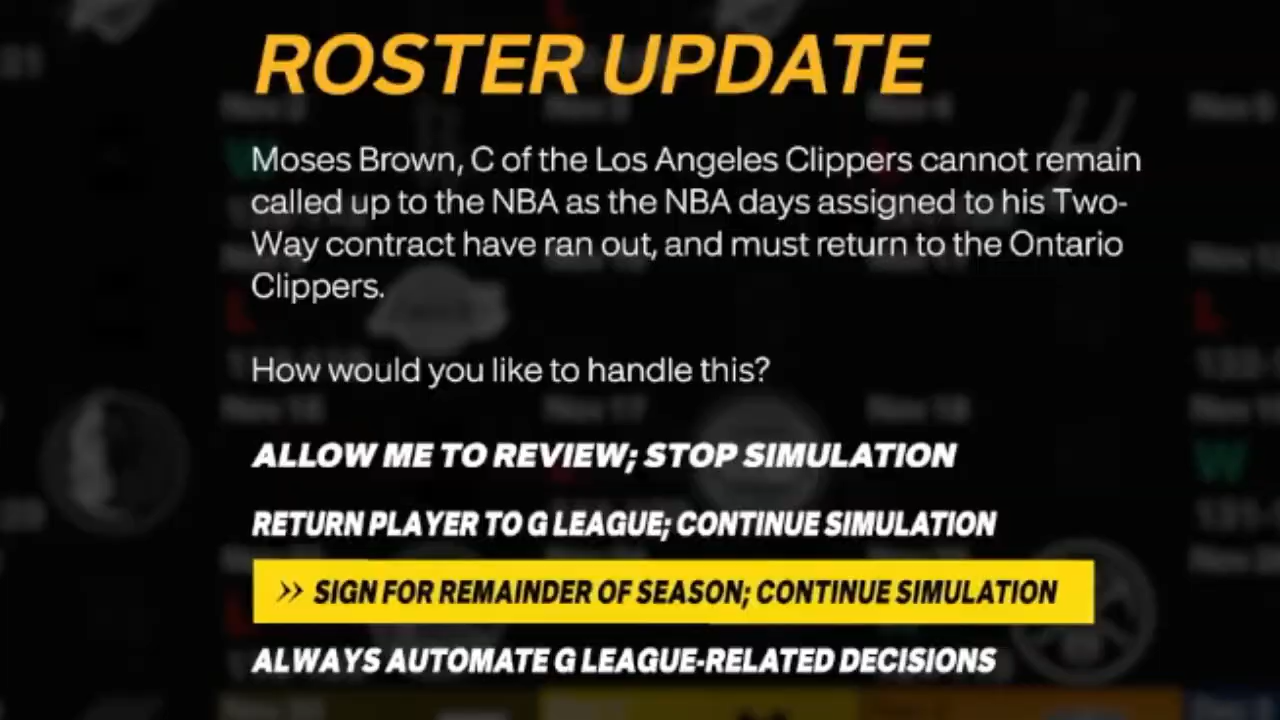 ROSTER UPDATE
Moses Brown, C of the Los Angeles Clippers cannot remain
called up to the NBA as the NBA days assigned to his Two-
Way contract have ran out, and must return to the Ontario
Clippers.
How would you like to handle this?
ALLOW ME TO REVIEW; STOP SIMULATION
RETURN PLAYER TO G LEAGUE; CONTINUE SIMULATION
>> SIGN FOR REMAINDER OF SEASON; CONTINUE SIMULATION
ALWAYS AUTOMATE G LEAGUE-RELATED DECISIONS